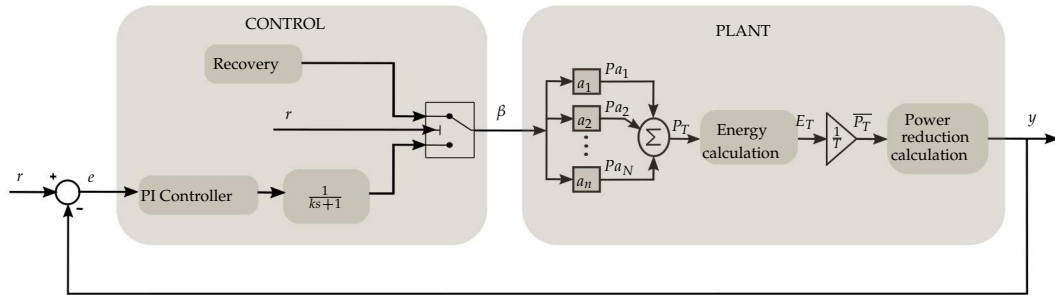 CONTROL
PLANT
Recovery
r
β
a1
Pa1
a2
Pa2
an
PaN
Σ
PT
Energy
calculation
ET
1
T
PT
Power
reduction
calculation
y
r
+
-
e
PI Controller
1
ks+1